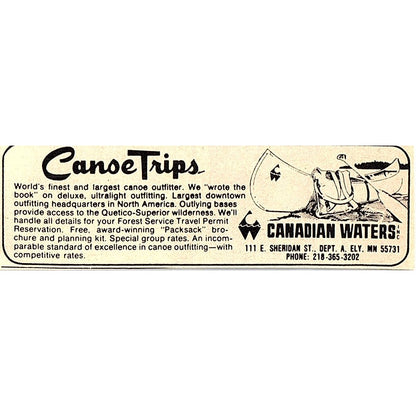 Canoe Trips
World's finest and largest canoe outfitter. We "wrote the
book" on deluxe, ultralight outfitting. Largest downtown
outfitting headquarters in North America. Outlying bases
provide access to the Quetico-Superior wilderness. We'll
handle all details for your Forest Service Travel Permit
Reservation. Free, award-winning "Packsack" bro-
chure and planning kit. Special group rates. An incom-
parable standard of excellence in canoe outfitting—with
competitive rates.
CANADIAN WATERS INC
111 E. SHERIDAN ST., DEPT. A. ELY, MN 55731
PHONE: 218-365-3202